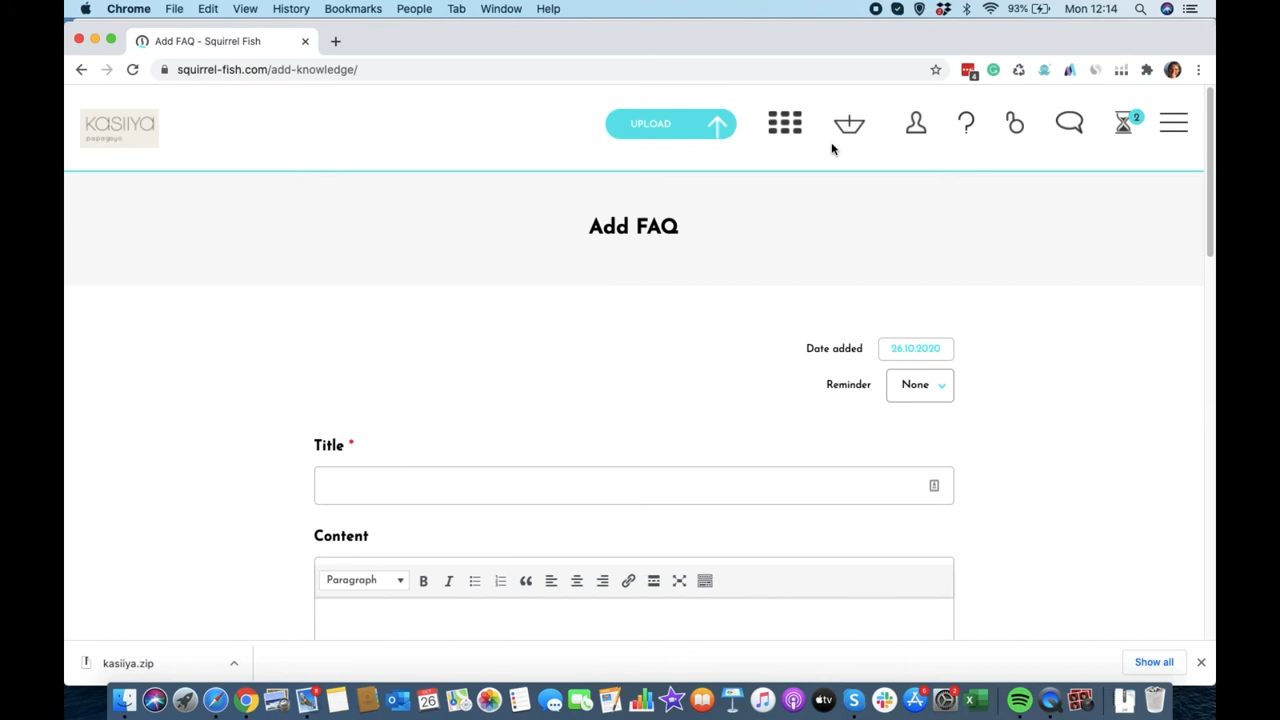 Chrome File Edit View History Bookmarks People Tab Window Help 93% Mon 12:14
Add FAQ - Squirrel Fish
squirrel-fish.com/add-knowledge/
4
KASIIYA
papagayo
UPLOAD
2
Add FAQ
Date added 26.10.2020
Reminder None
Title *
Content
Paragraph B I
kasiiya.zip
Show all